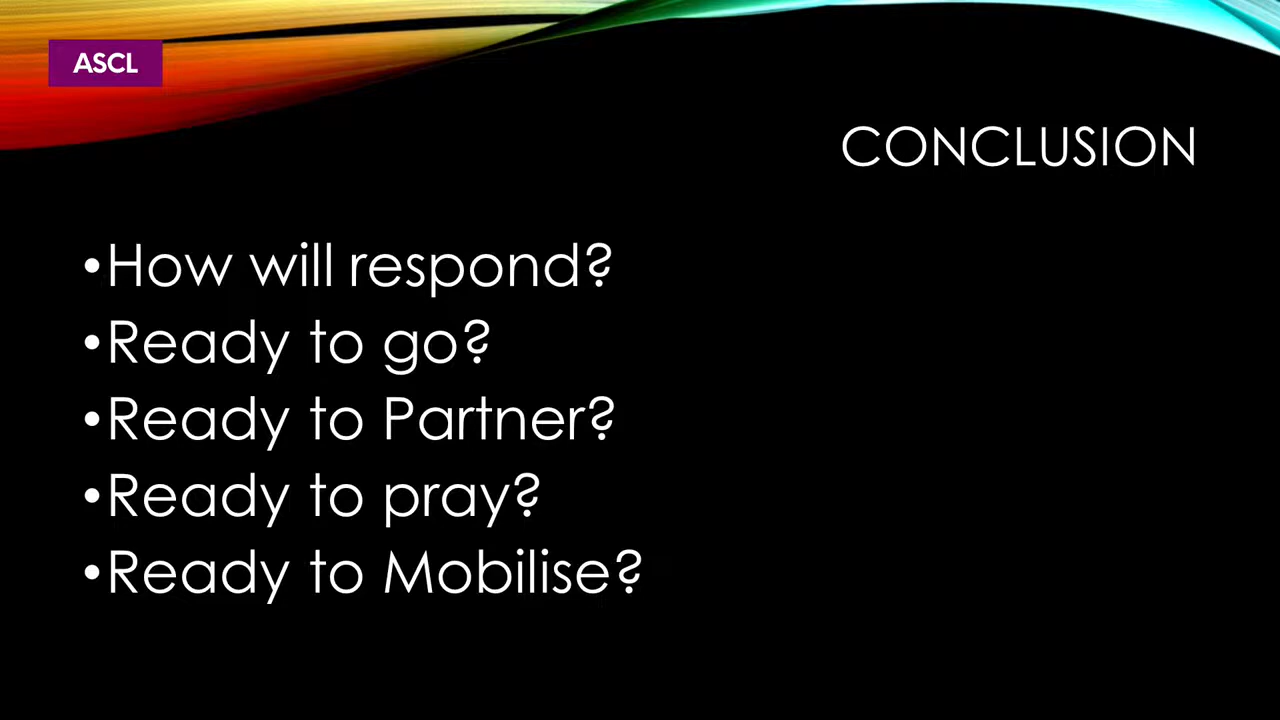 ASCL
CONCLUSION
•How will respond?
•Ready to go?
•Ready to Partner?
•Ready to pray?
•Ready to Mobilise?